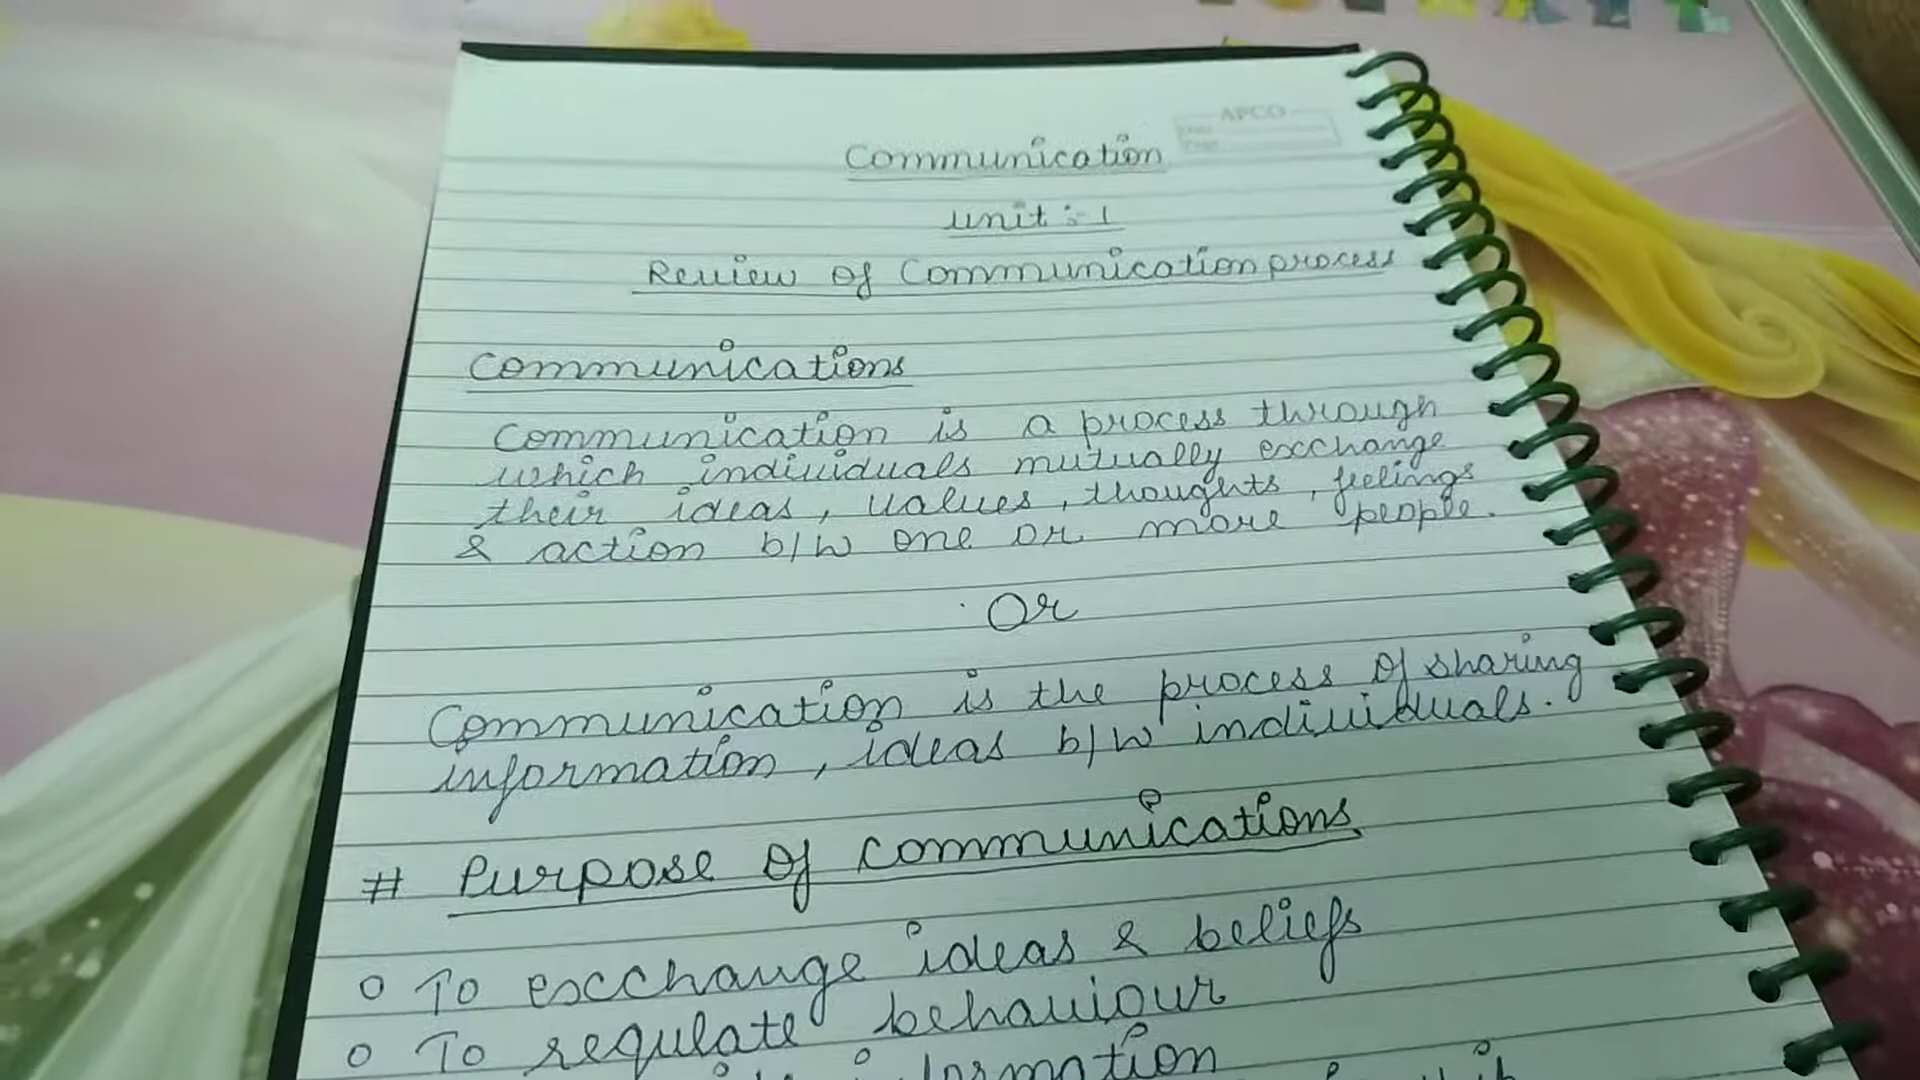 APCO
Communication
Unit :- 1
Review of Communication process
Communications
Communication is a process through
which individuals mutually exchange
their ideas, values, thoughts, feelings
& action b/w one or more people.
Or
Communication is the process of sharing
information, ideas b/w individuals.
# Purpose of communications
o To exchange ideas & beliefs
o To regulate behaviour
information